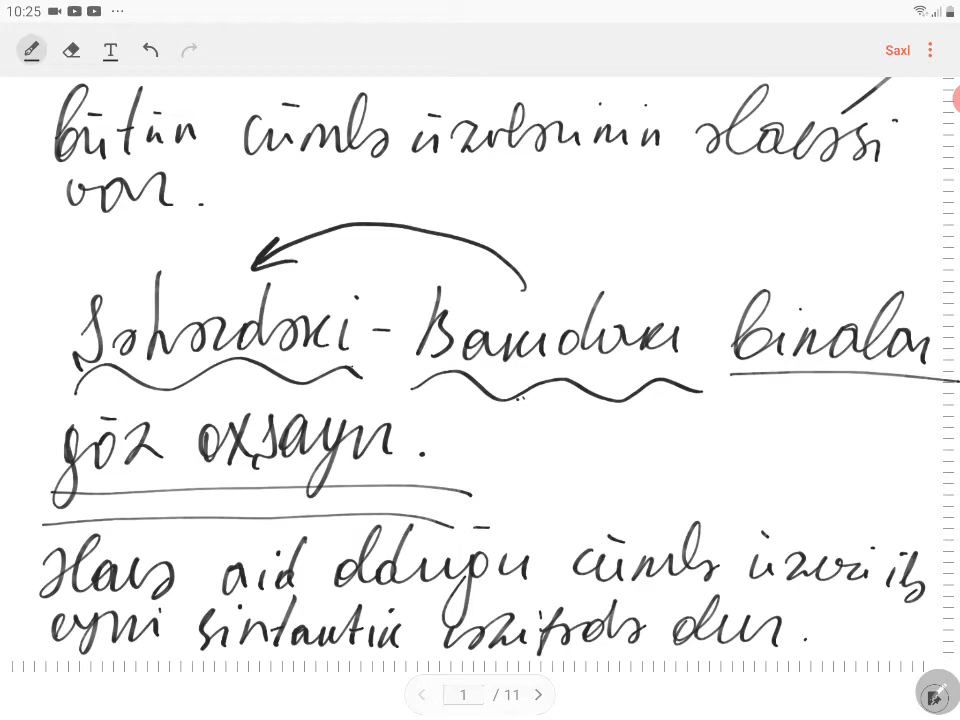 10:25
T Saxl
bütün cümlə üzvlərinin əlavəsi
var.
Şəhərdəki - Bakıdakı binalar
göz oxşayır.
Əlavə aid olduğu cümlə üzvü ilə
eyni sintaktik vəzifədə olur.
1 / 11